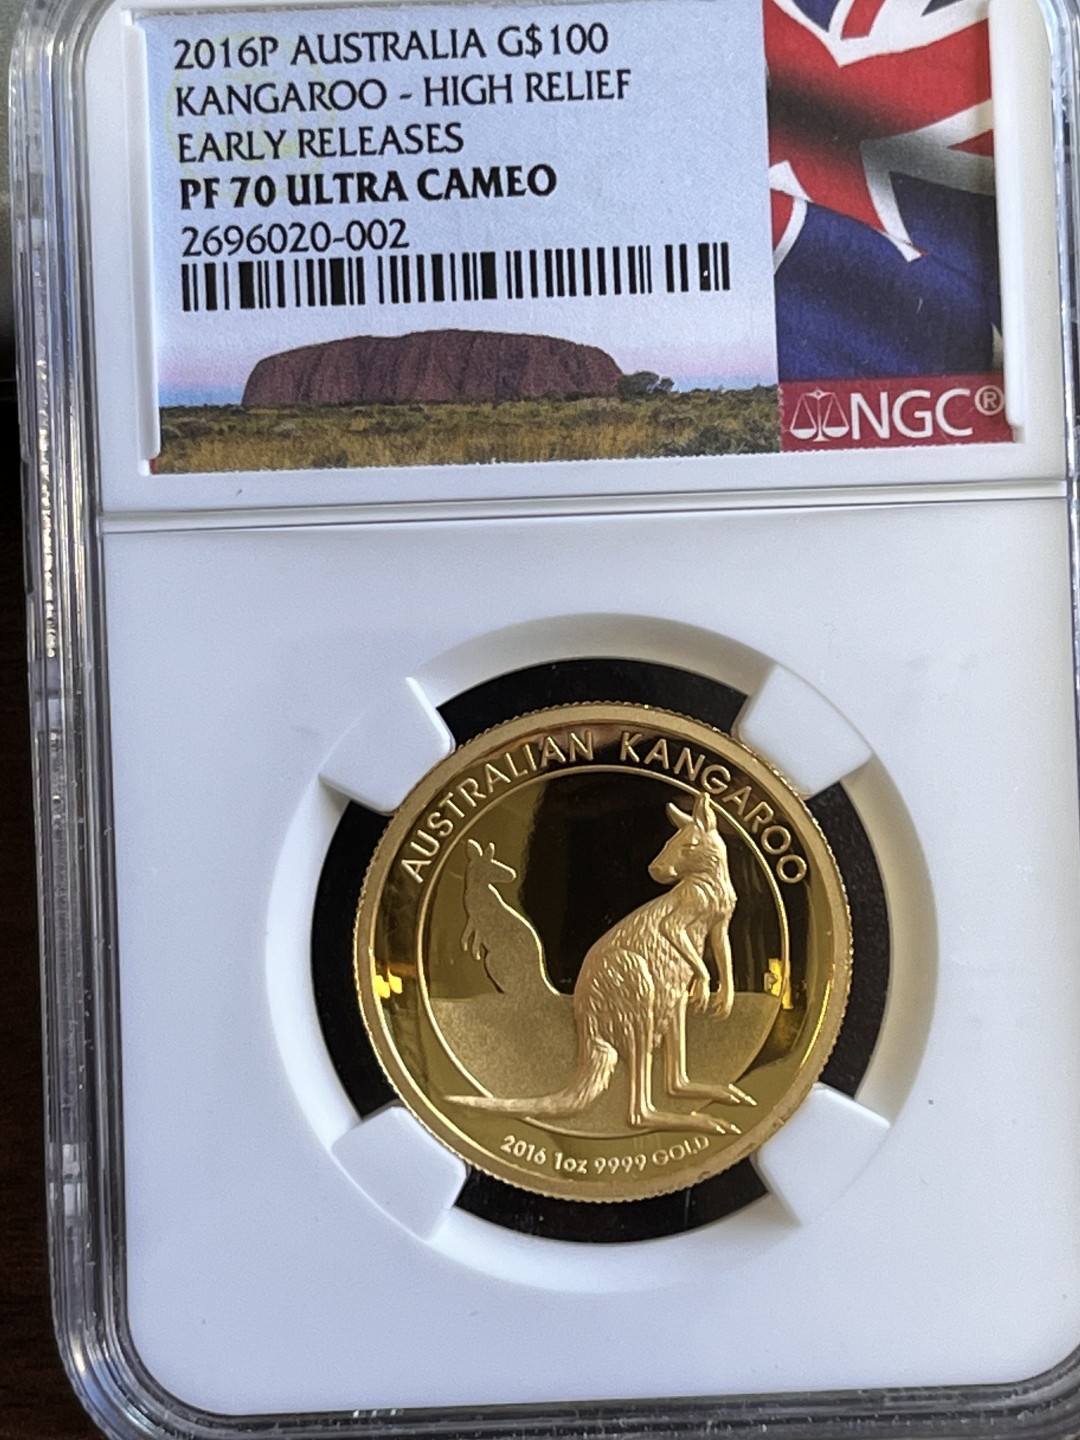 2016P AUSTRALIA G$100
KANGAROO - HIGH RELIEF
EARLY RELEASES
PF 70 ULTRA CAMEO
2696020-002
NGC®
AUSTRALIAN KANGAROO
P
2016 1oz 9999 GOLD